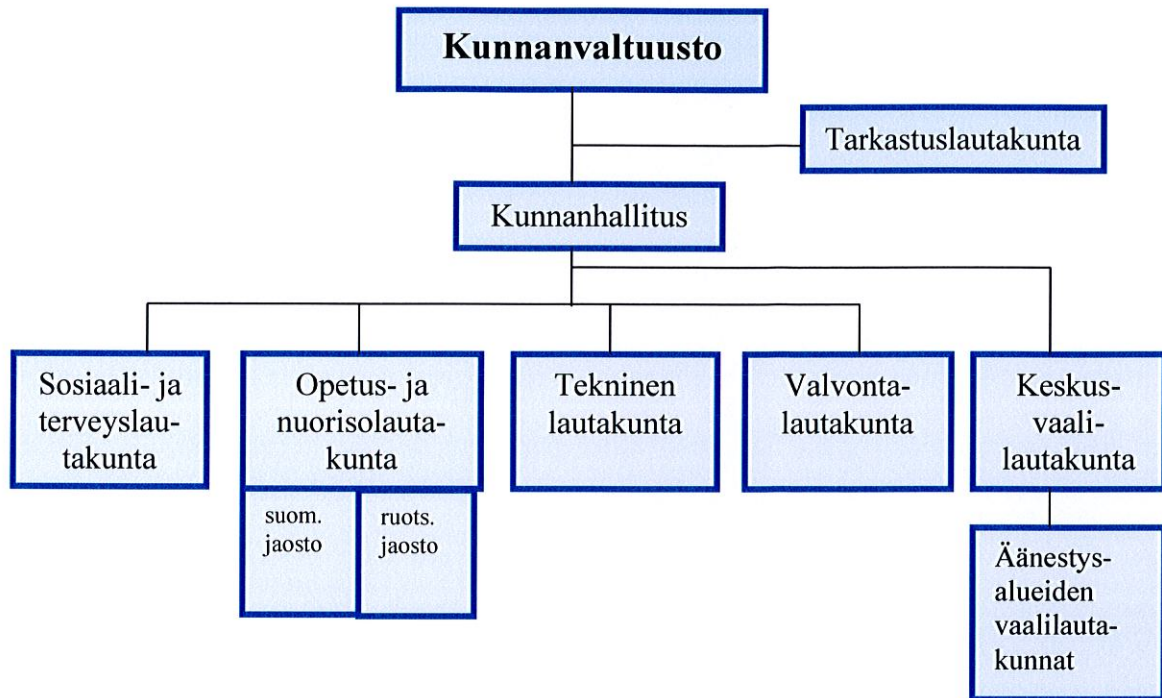 Kunnanvaltuusto
Tarkastuslautakunta
Kunnanhallitus
Sosiaali- ja
terveyslau-
takunta
Opetus- ja
nuorisolauta-
kunta
suom.
jaosto
ruots.
jaosto
Tekninen
lautakunta
Valvonta-
lautakunta
Keskus-
vaali-
lautakunta
Äänestys-
alueiden
vaalilauta-
kunnat